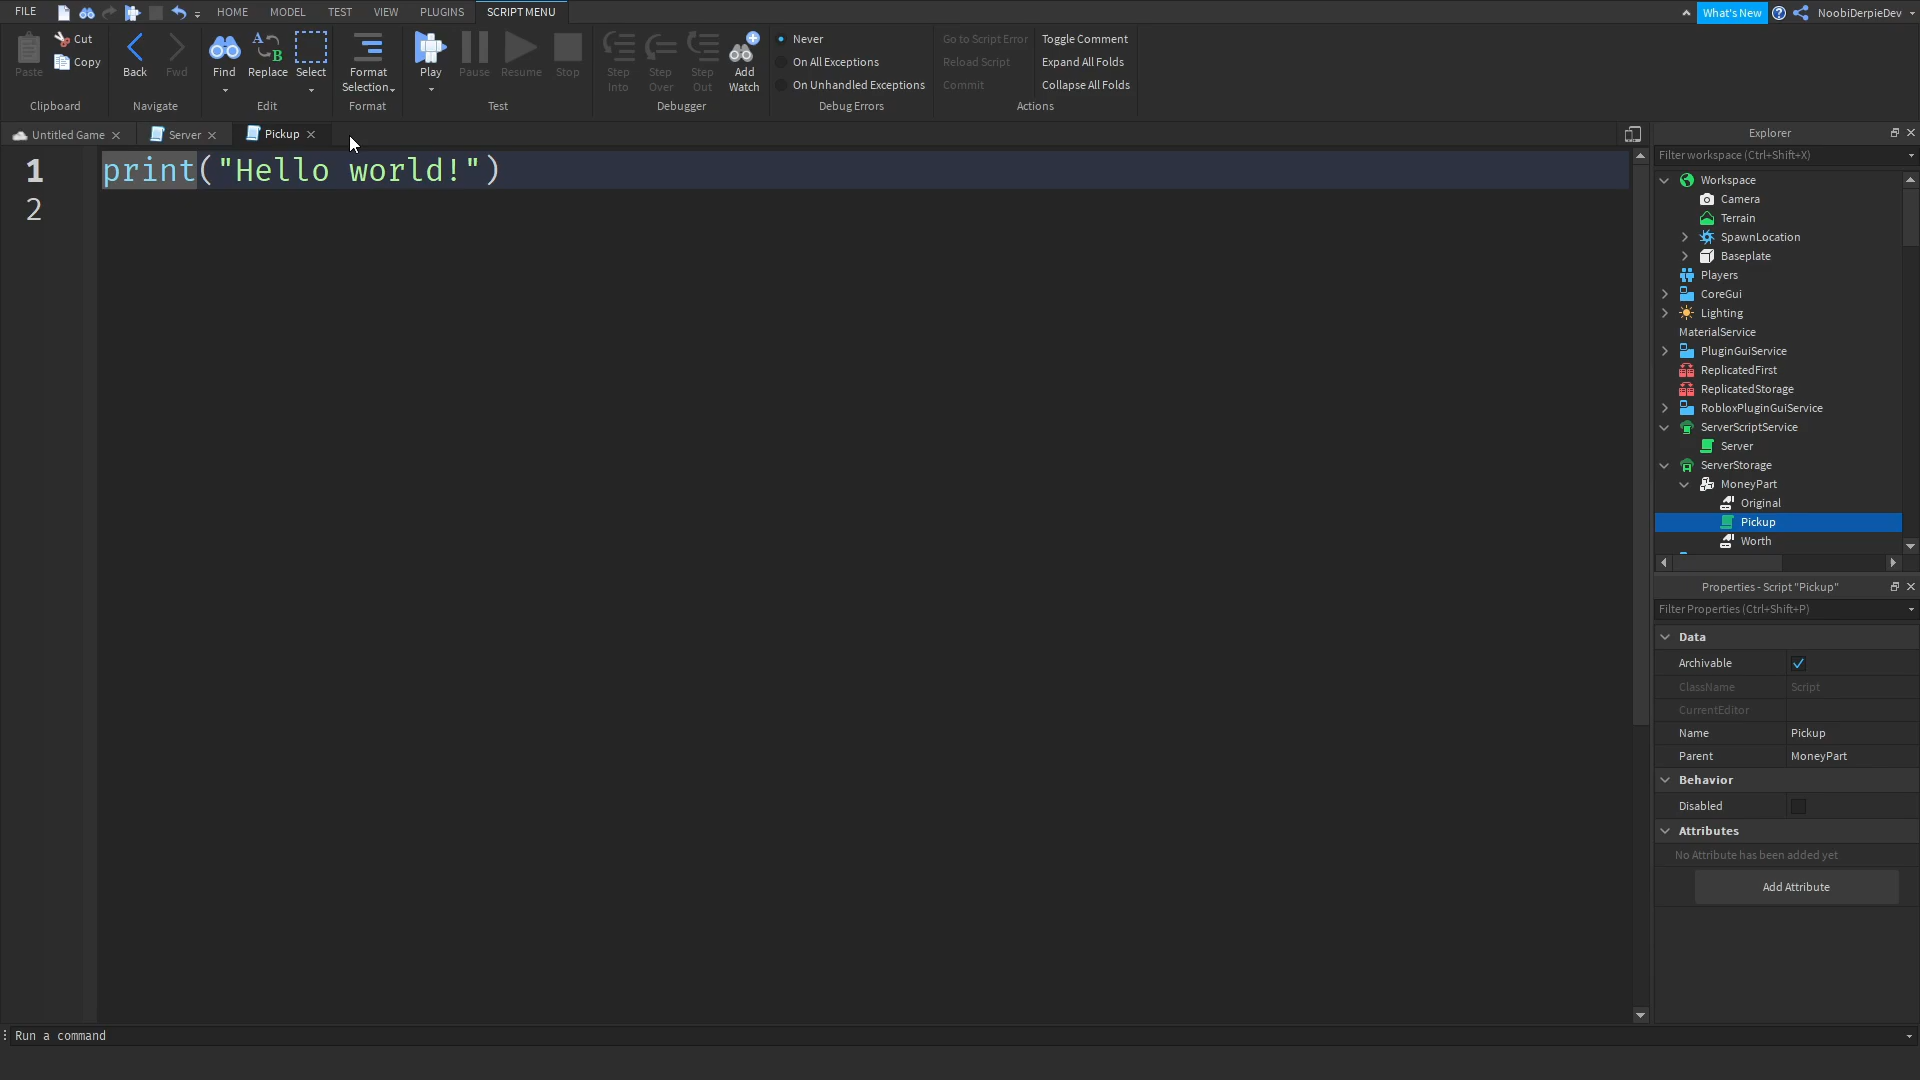 FILE
HOME
MODEL
TEST
VIEW
PLUGINS
SCRIPT MENU
What's New
NoobiDerpieDev
Paste
Cut
Copy
Clipboard
Back
Fwd
Navigate
Find
Replace
Select
Edit
Format
Selection
Format
Play
Pause
Resume
Stop
Test
Step
Into
Step
Over
Step
Out
Add
Watch
Debugger
Never
On All Exceptions
On Unhandled Exceptions
Debug Errors
Go to Script Error
Reload Script
Commit
Toggle Comment
Expand All Folds
Collapse All Folds
Actions
Untitled Game
Server
Pickup
1 print("Hello world!")
2
Explorer
Filter workspace (Ctrl+Shift+X)
Workspace
Camera
Terrain
SpawnLocation
Baseplate
Players
CoreGui
Lighting
MaterialService
PluginGuiService
ReplicatedFirst
ReplicatedStorage
RobloxPluginGuiService
ServerScriptService
Server
ServerStorage
MoneyPart
Original
Pickup
Worth
Properties - Script "Pickup"
Filter Properties (Ctrl+Shift+P)
Data
Archivable
ClassName Script
CurrentEditor
Name Pickup
Parent MoneyPart
Behavior
Disabled
Attributes
No Attribute has been added yet
Add Attribute
Run a command